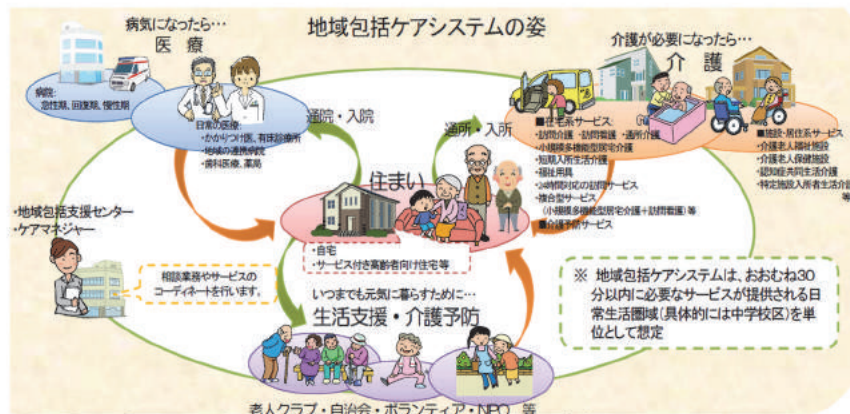 地域包括ケアシステムの姿
病気になったら…
医 療
病院:
急性期、回復期、慢性期
日常の医療:
・かかりつけ医、有床診療所
・地域の連携病院
・歯科医療、薬局
通院・入院
通所・入所
介護が必要になったら…
介 護
■在宅系サービス:
・訪問介護 ・訪問看護 ・通所介護
・小規模多機能型居宅介護
・短期入所生活介護
・福祉用具
・24時間対応の訪問サービス
・複合型サービス
(小規模多機能型居宅介護+訪問看護)等
■介護予防サービス
■施設・居住系サービス
・介護老人福祉施設
・介護老人保健施設
・認知症共同生活介護
・特定施設入所者生活介護
等
住まい
・自宅
・サービス付き高齢者向け住宅等
・地域包括支援センター
・ケアマネジャー
相談業務やサービスの
コーディネートを行います。
いつまでも元気に暮らすために…
生活支援・介護予防
老人クラブ・自治会・ボランティア・NPO 等
※ 地域包括ケアシステムは、おおむね30
分以内に必要なサービスが提供される日
常生活圏域(具体的には中学校区)を単
位として想定